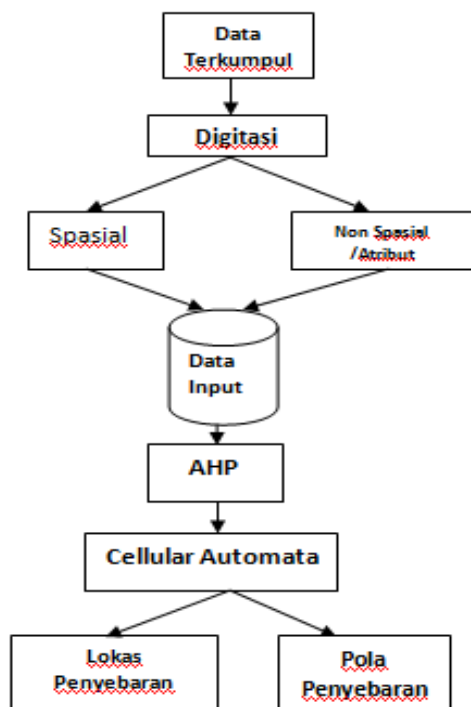 Data
Terkumpul
Digitasi
Spasial
Non Spasial
/Atribut
Data
Input
AHP
Cellular Automata
Lokas
Penyebaran
Pola
Penyebaran